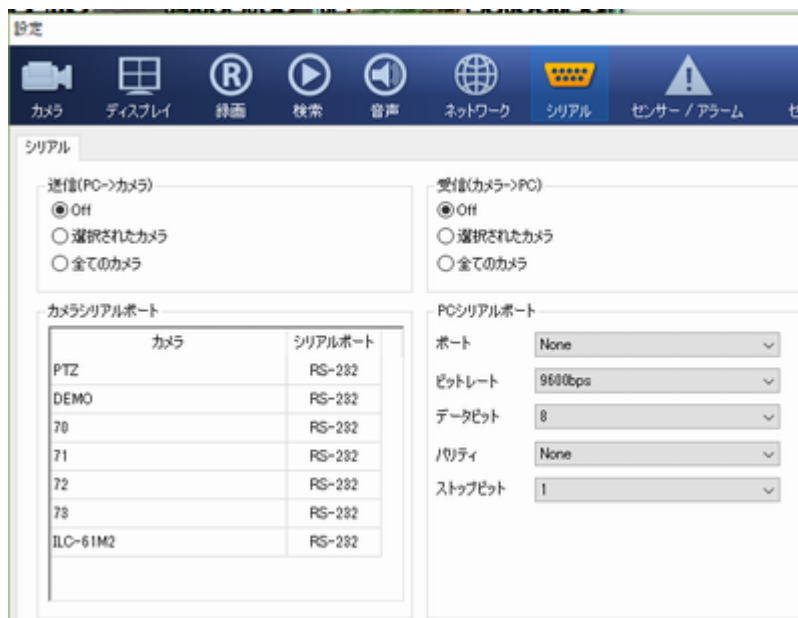 設定
カメラ ディスプレイ 録画 検索 音声 ネットワーク シリアル センサー / アラーム
シリアル
送信(PC->カメラ)
Off
選択されたカメラ
全てのカメラ
受信(カメラ->PC)
Off
選択されたカメラ
全てのカメラ
カメラシリアルポート
カメラ シリアルポート
PTZ RS-232
DEMO RS-232
70 RS-232
71 RS-232
72 RS-232
73 RS-232
ILC-61M2 RS-232
PCシリアルポート
ポート None
ビットレート 9600bps
データビット 8
パリティ None
ストップビット 1